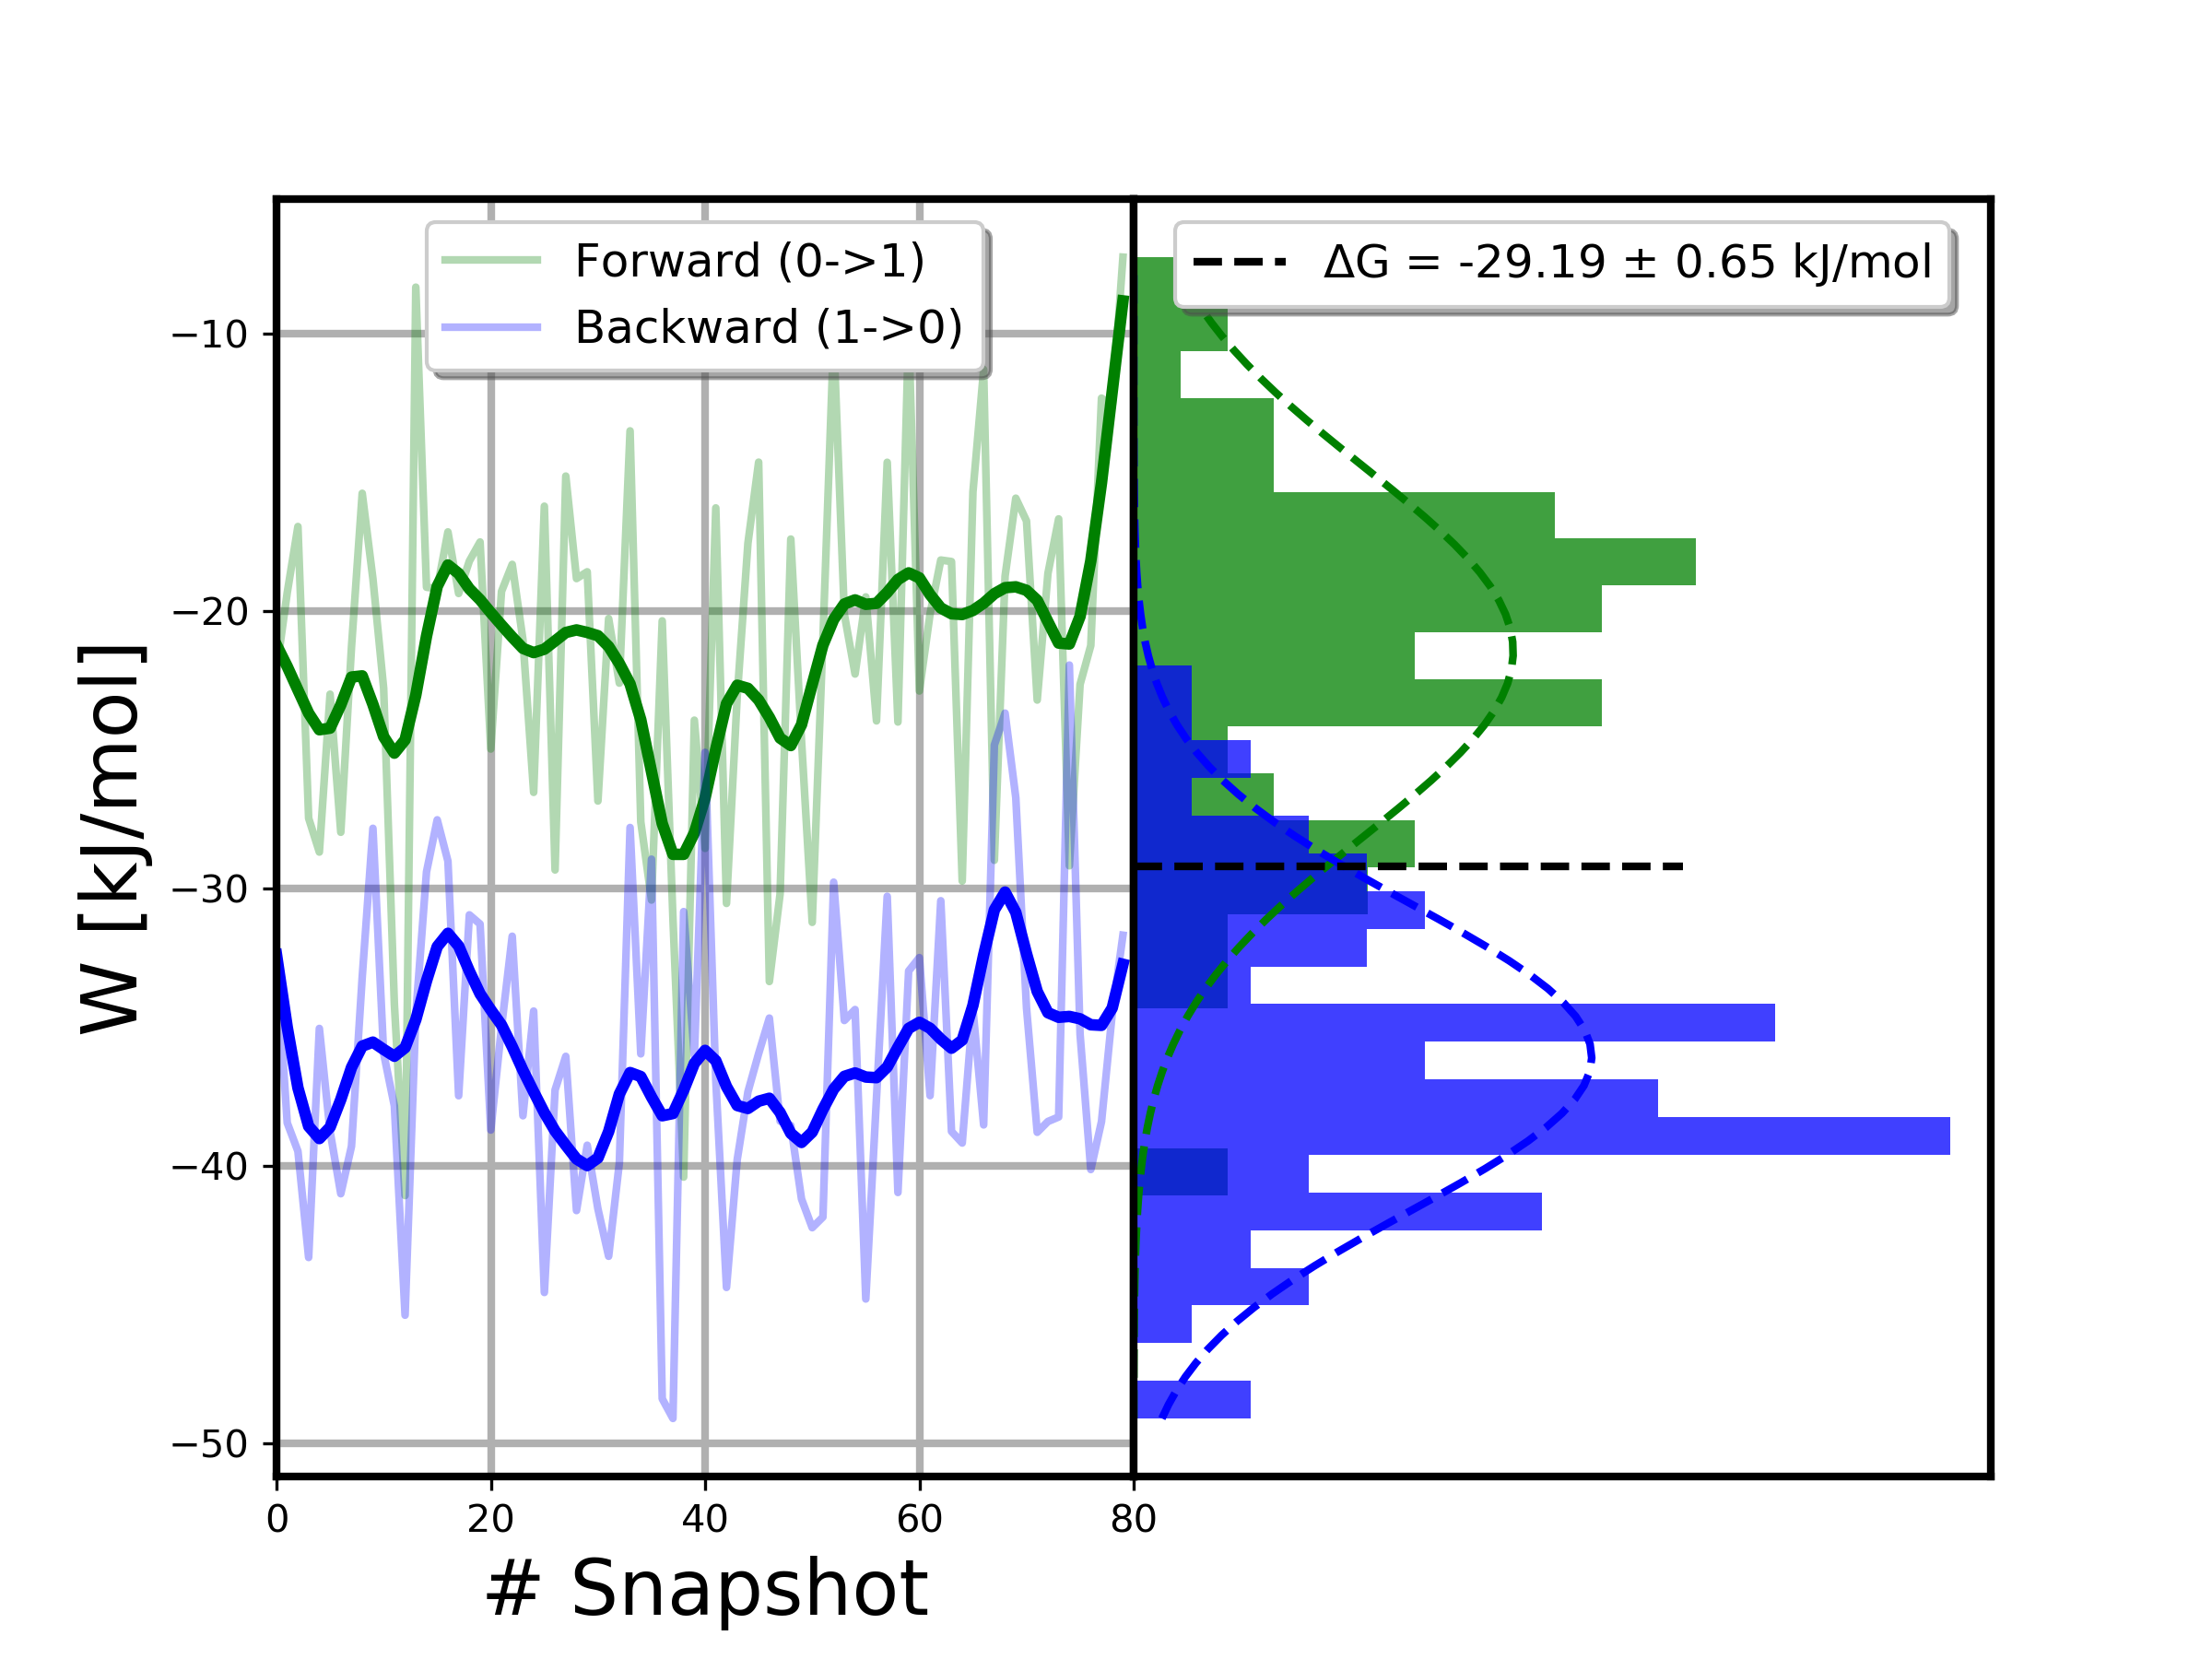 Forward (0->1)
Backward (1->0)
ΔG = -29.19 ± 0.65 kJ/mol
W [kJ/mol]
−10
−20
−30
−40
−50
0
20
40
60
80
# Snapshot